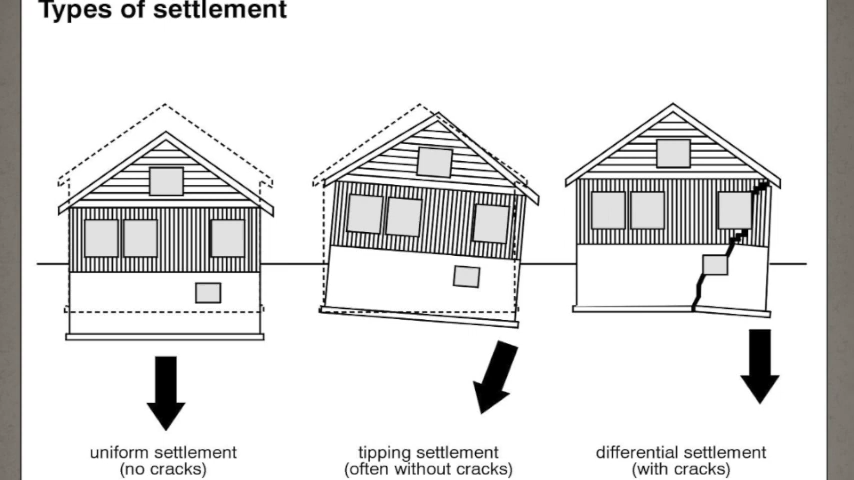 Types of settlement
uniform settlement
(no cracks)
tipping settlement
(often without cracks)
differential settlement
(with cracks)